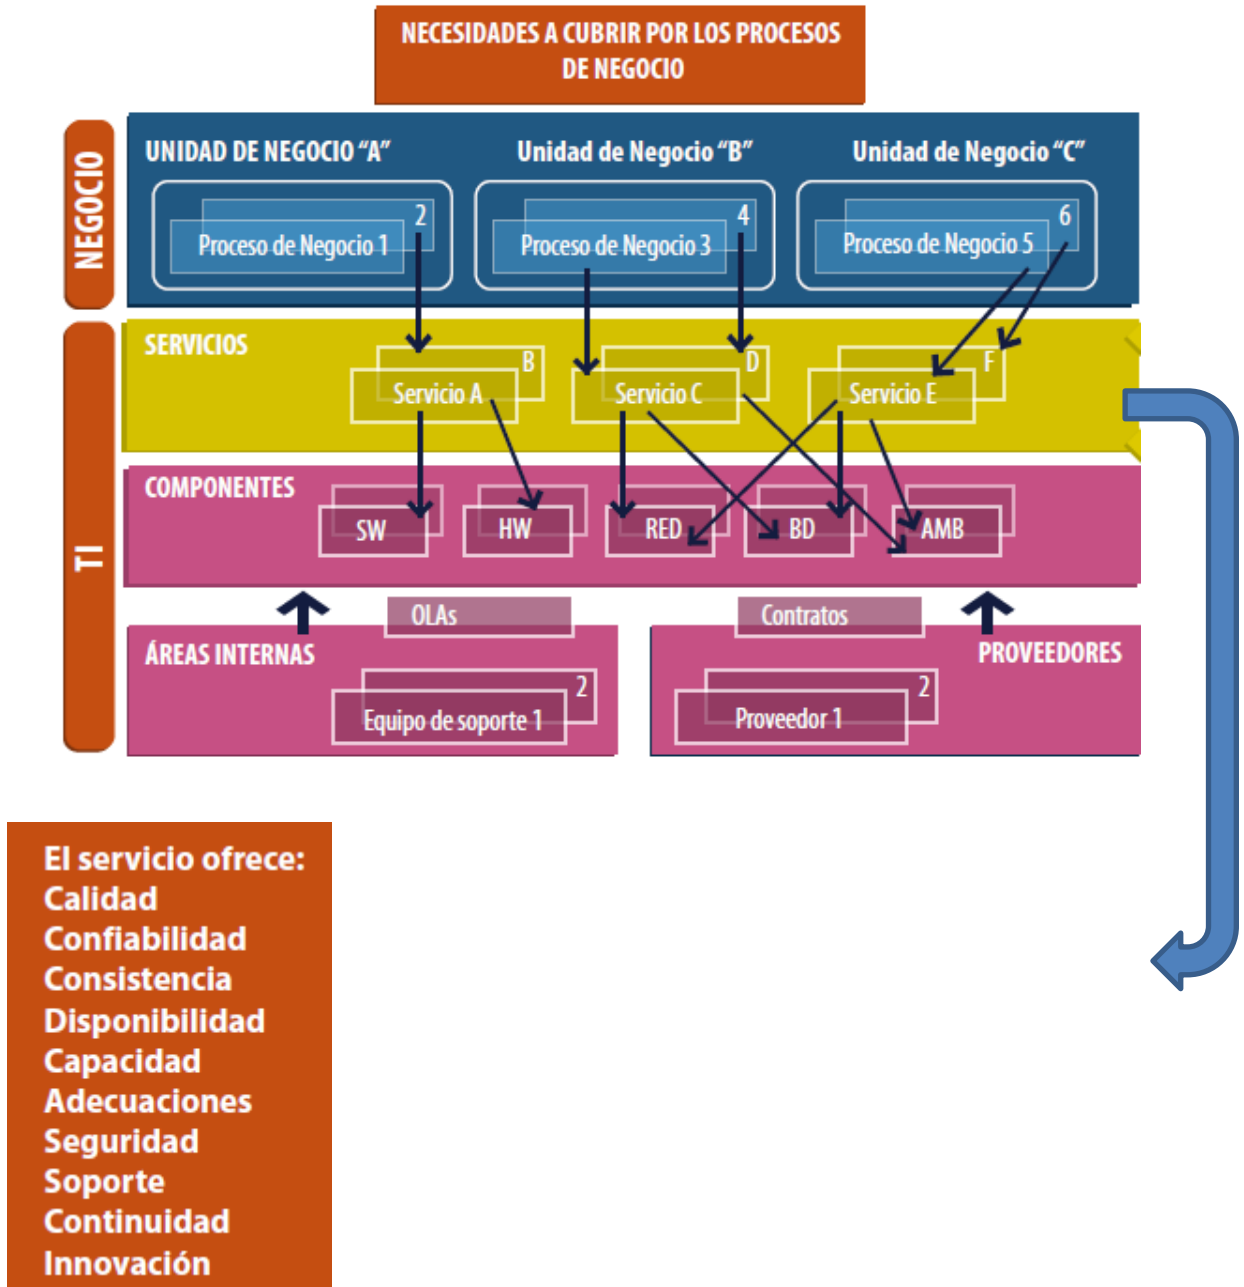 NECESIDADES A CUBRIR POR LOS PROCESOS
DE NEGOCIO
NEGOCIO
UNIDAD DE NEGOCIO “A”
Unidad de Negocio “B”
Unidad de Negocio “C”
2
Proceso de Negocio 1
4
Proceso de Negocio 3
6
Proceso de Negocio 5
TI
SERVICIOS
B
Servicio A
D
Servicio C
F
Servicio E
COMPONENTES
SW
HW
RED
BD
AMB
OLAs
Contratos
ÁREAS INTERNAS
PROVEEDORES
2
Equipo de soporte 1
2
Proveedor 1
El servicio ofrece:
Calidad
Confiabilidad
Consistencia
Disponibilidad
Capacidad
Adecuaciones
Seguridad
Soporte
Continuidad
Innovación